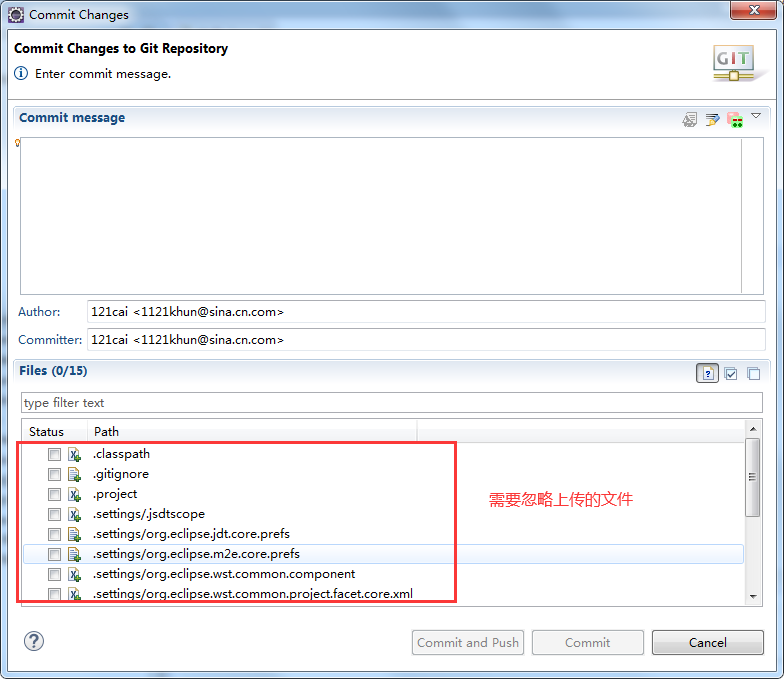 Commit Changes
Commit Changes to Git Repository
Enter commit message.
GIT
Commit message
Author: 121cai <1121khun@sina.cn.com>
Committer: 121cai <1121khun@sina.cn.com>
Files (0/15)
type filter text
Status Path
.classpath
.gitignore
.project
.settings/.jsdtscope
需要忽略上传的文件
.settings/org.eclipse.jdt.core.prefs
.settings/org.eclipse.m2e.core.prefs
.settings/org.eclipse.wst.common.component
.settings/org.eclipse.wst.common.project.facet.core.xml
Commit and Push Commit Cancel